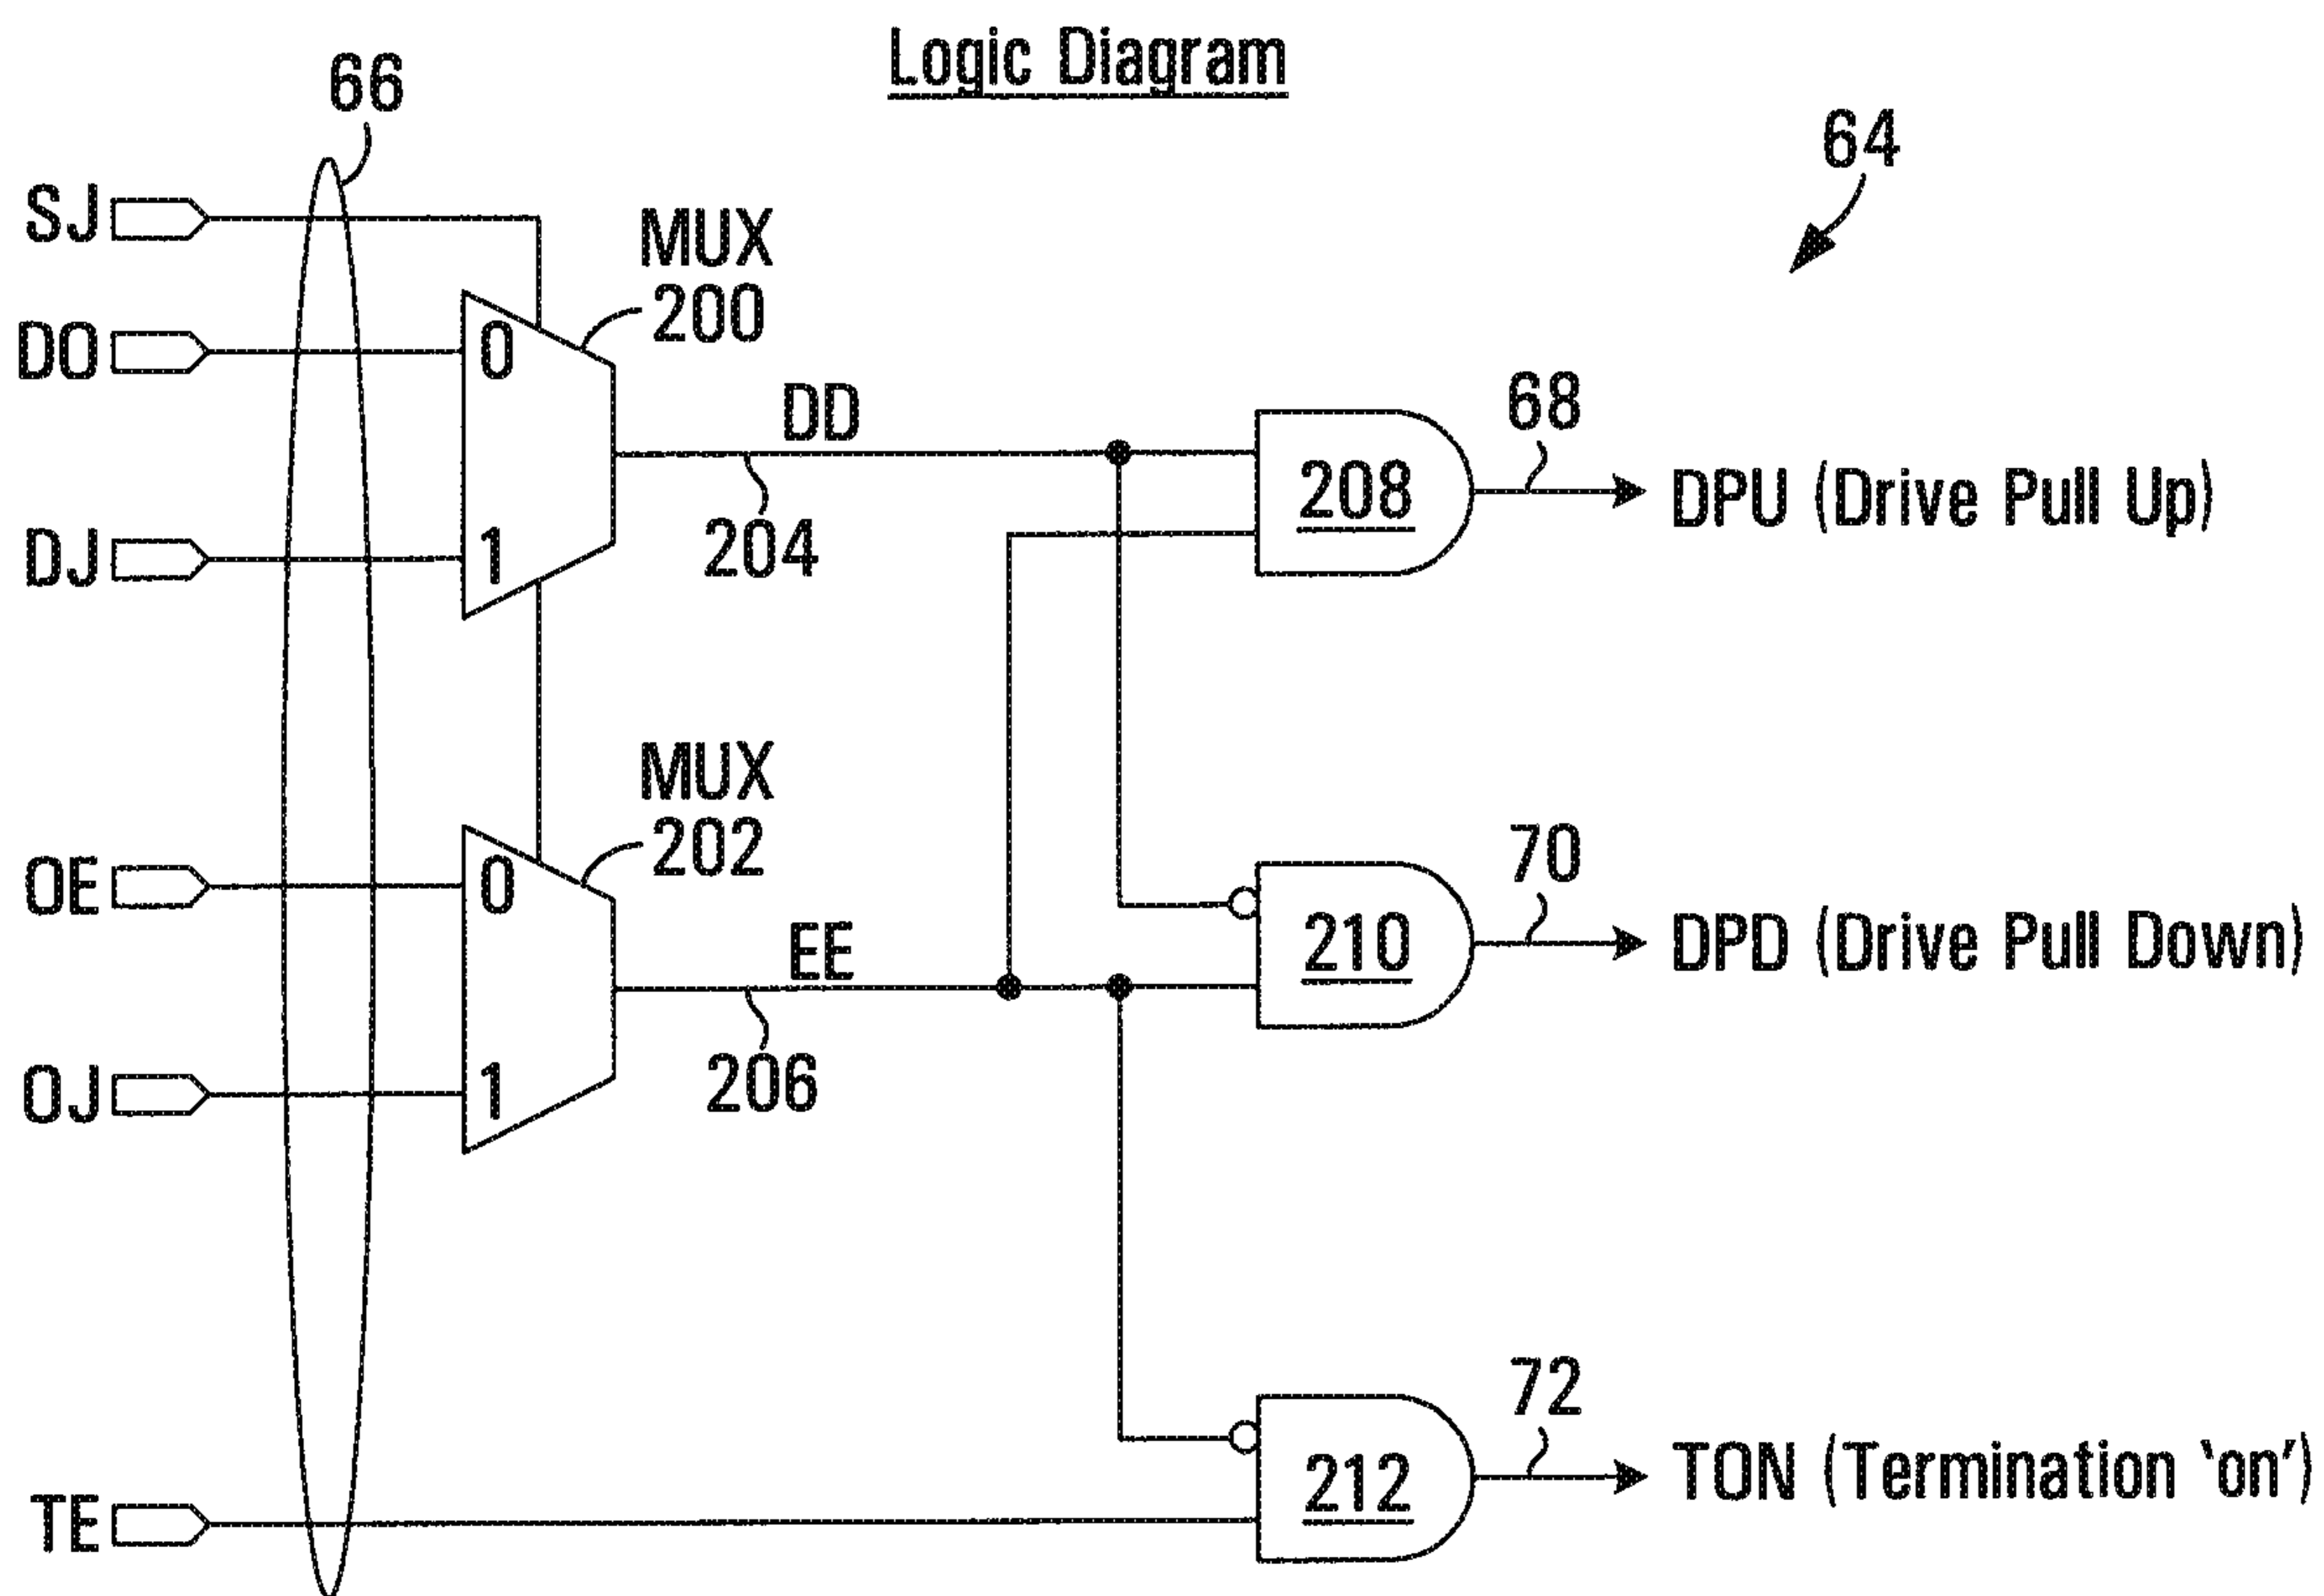 Logic Diagram
66
64
SJ
MUX
200
DO
0
DD
68
208
DPU (Drive Pull Up)
DJ
1
204
MUX
202
OE
0
70
EE
210
DPD (Drive Pull Down)
OJ
1
206
72
212
TON (Termination 'on')
TE